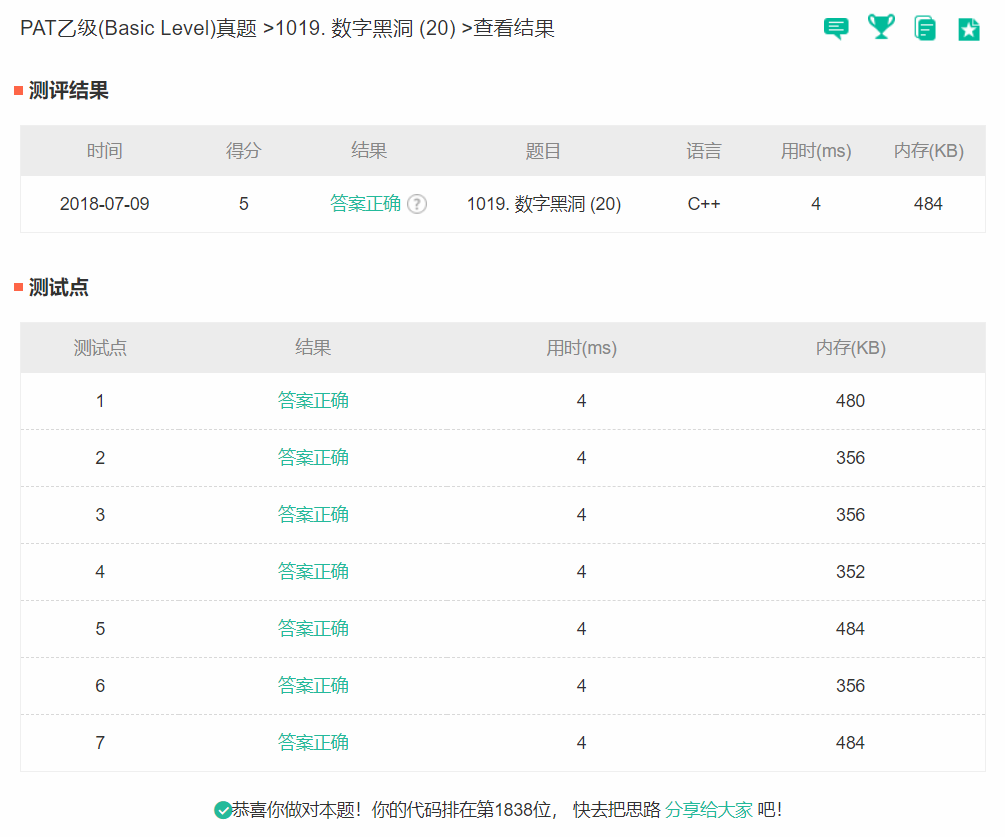 PAT乙级(Basic Level)真题 >1019. 数字黑洞 (20) >查看结果
测评结果
时间 得分 结果 题目 语言 用时(ms) 内存(KB)
2018-07-09 5 答案正确 ? 1019. 数字黑洞 (20) C++ 4 484
测试点
测试点 结果 用时(ms) 内存(KB)
1 答案正确 4 480
2 答案正确 4 356
3 答案正确 4 356
4 答案正确 4 352
5 答案正确 4 484
6 答案正确 4 356
7 答案正确 4 484
恭喜你做对本题！你的代码排在第1838位， 快去把思路 分享给大家 吧！